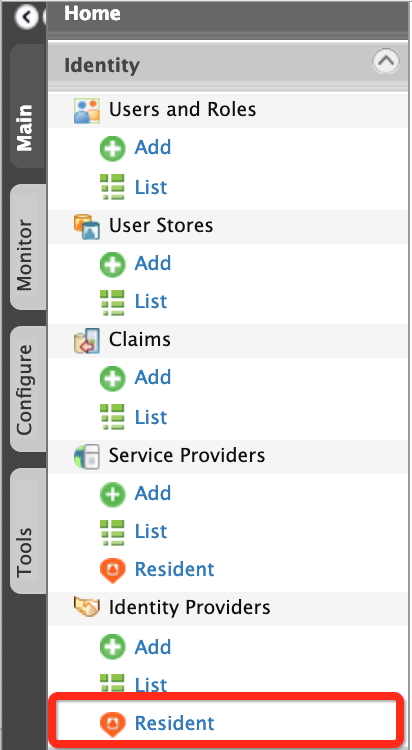 Home
Identity
Users and Roles
Add
List
User Stores
Add
List
Claims
Add
List
Service Providers
Add
List
Resident
Identity Providers
Add
List
Resident
Main
Monitor
Configure
Tools